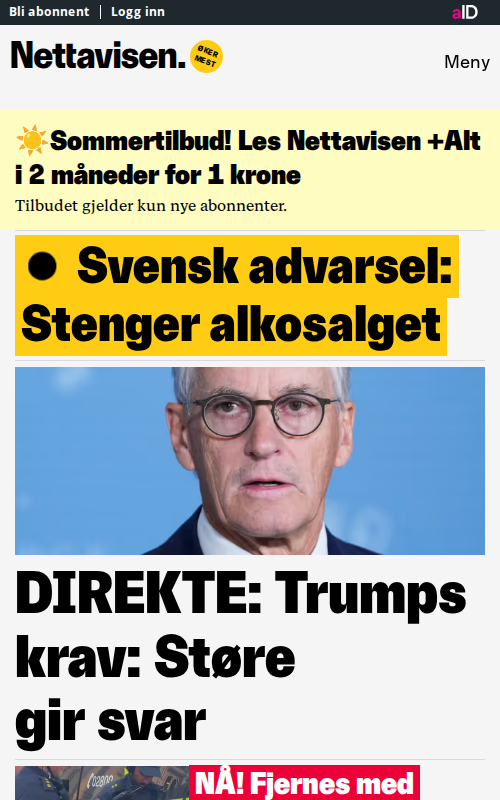 Bli abonnent | Logg inn
aID
Nettavisen.
ØKER
MEST
Meny
☀️Sommertilbud! Les Nettavisen +Alt
i 2 måneder for 1 krone
Tilbudet gjelder kun nye abonnenter.
● Svensk advarsel:
Stenger alkosalget
DIREKTE: Trumps
krav: Støre
gir svar
02800
NÅ! Fjernes med